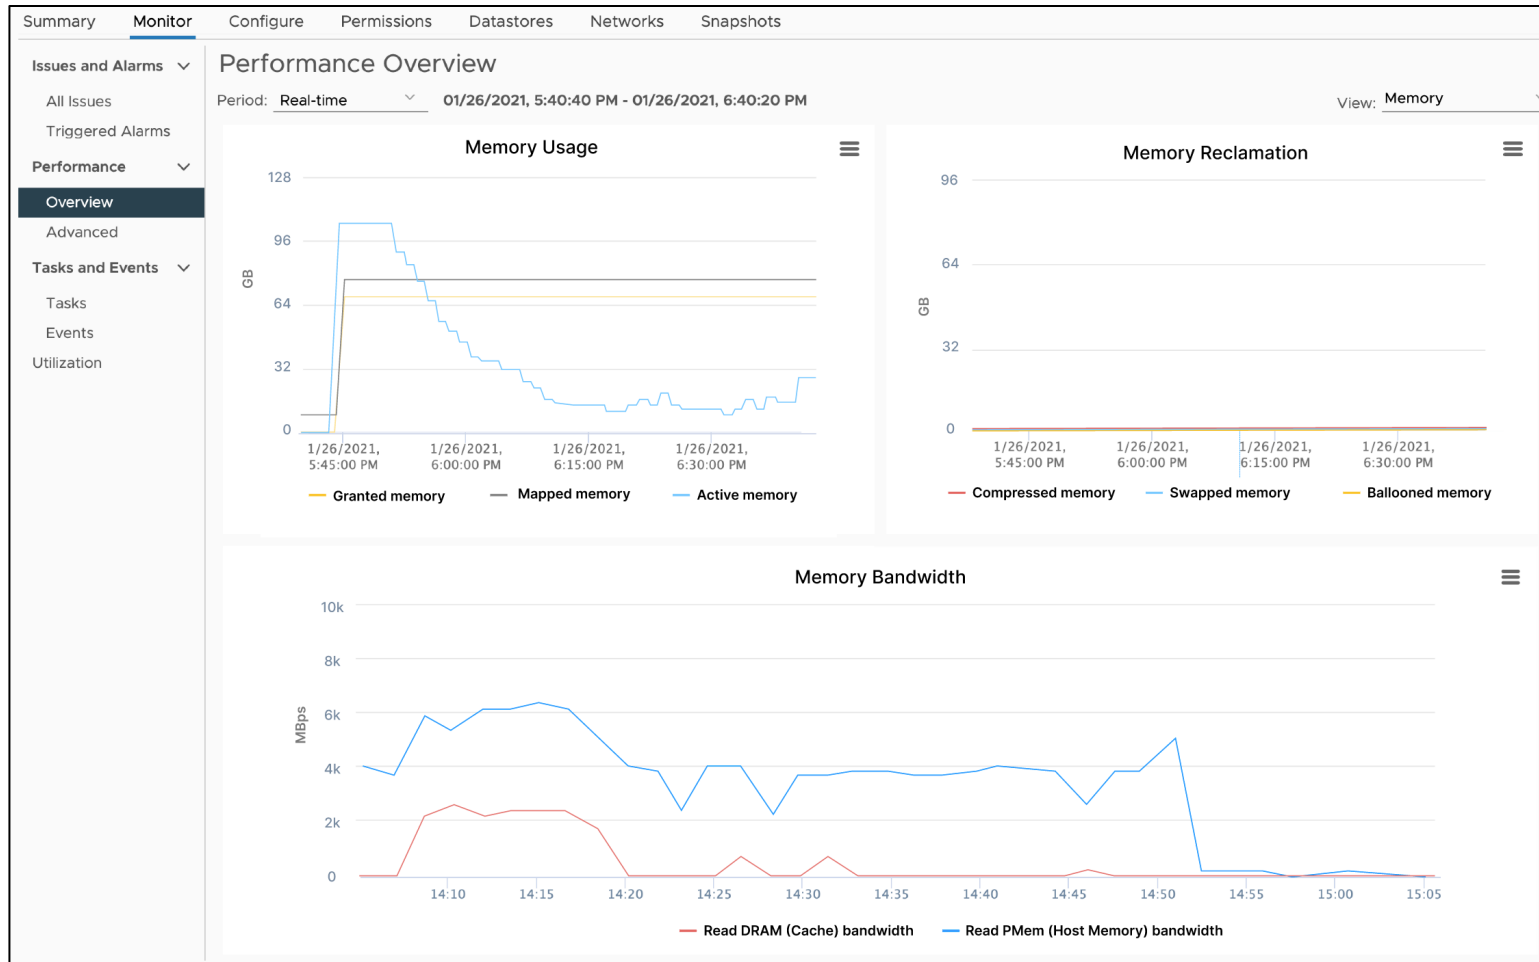 Summary Monitor Configure Permissions Datastores Networks Snapshots
Issues and Alarms
All Issues
Triggered Alarms
Performance
Overview
Advanced
Tasks and Events
Tasks
Events
Utilization
Performance Overview
Period: Real-time 01/26/2021, 5:40:40 PM - 01/26/2021, 6:40:20 PM View: Memory
Memory Usage
128
96
64
32
0
GB
1/26/2021, 1/26/2021, 1/26/2021, 1/26/2021,
5:45:00 PM 6:00:00 PM 6:15:00 PM 6:30:00 PM
Granted memory Mapped memory Active memory
Memory Reclamation
96
64
32
0
GB
1/26/2021, 1/26/2021, 1/26/2021, 1/26/2021,
5:45:00 PM 6:00:00 PM 6:15:00 PM 6:30:00 PM
Compressed memory Swapped memory Ballooned memory
Memory Bandwidth
10k
8k
6k
4k
2k
0
MBps
14:10 14:15 14:20 14:25 14:30 14:35 14:40 14:45 14:50 14:55 15:00 15:05
Read DRAM (Cache) bandwidth Read PMem (Host Memory) bandwidth